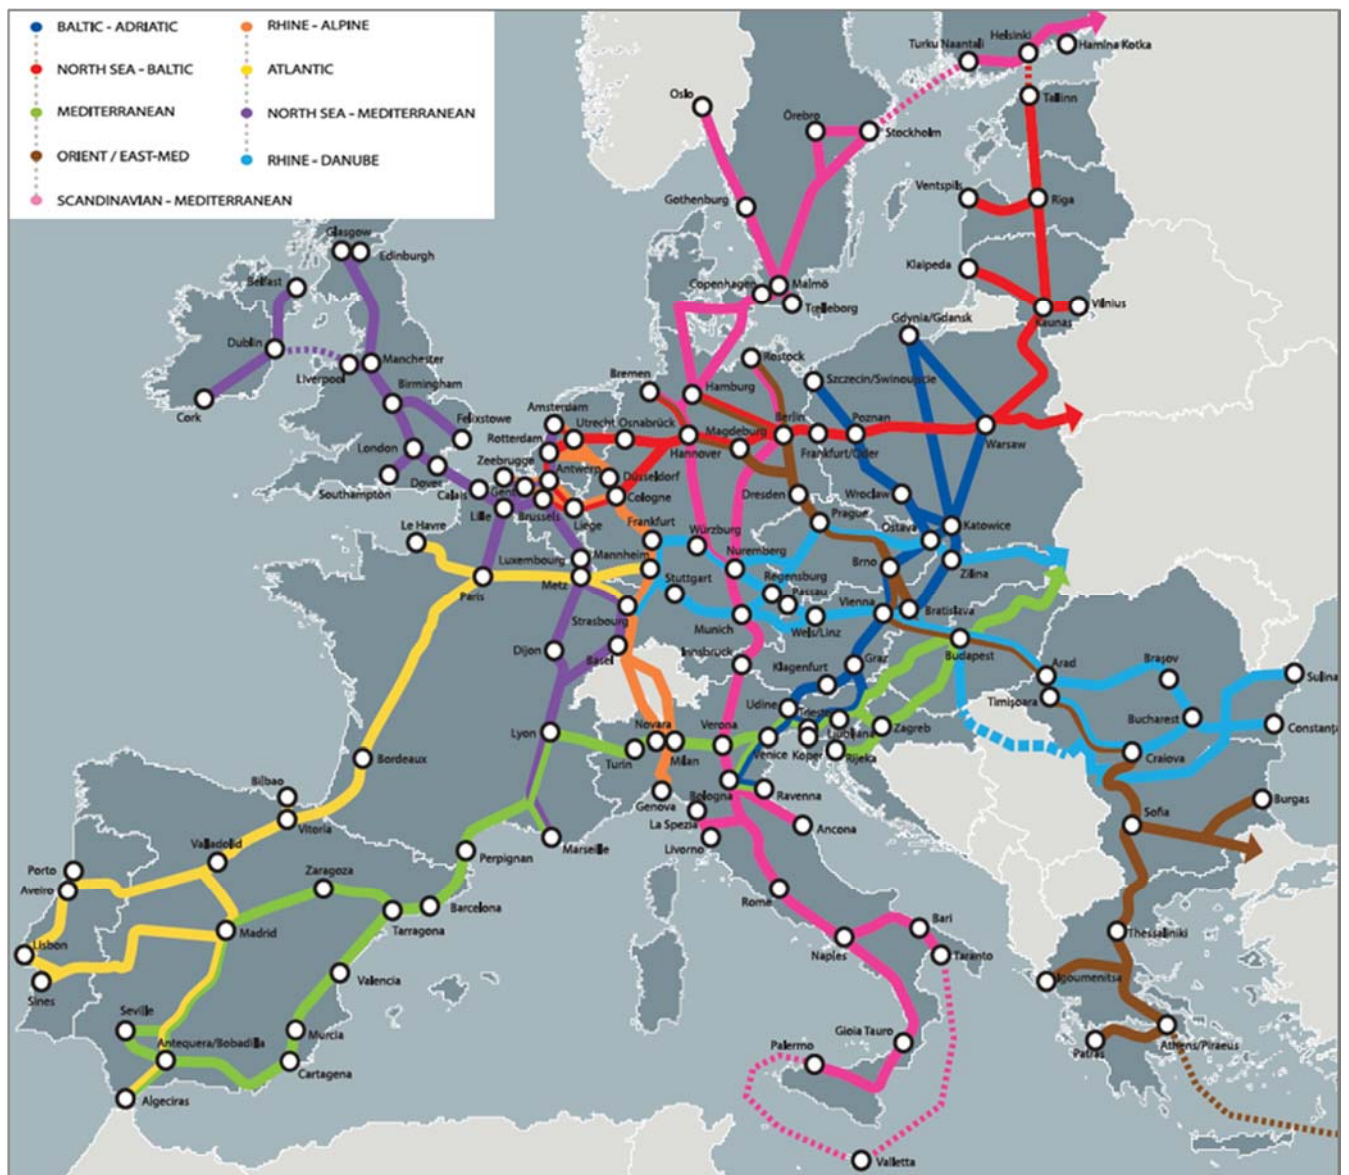 BALTIC - ADRIATIC
RHINE - ALPINE
NORTH SEA - BALTIC
ATLANTIC
MEDITERRANEAN
NORTH SEA - MEDITERRANEAN
ORIENT / EAST-MED
RHINE - DANUBE
SCANDINAVIAN - MEDITERRANEAN
Turku Naantali
Helsinki
Hamina Kotka
Oslo
Tallinn
Örebro
Stockholm
Ventspils
Riga
Gothenburg
Glasgow
Edinburgh
Klaipeda
Belfast
Copenhagen
Malmö
Trelleborg
Vilnius
Kaunas
Gdynia/Gdansk
Dublin
Liverpool
Manchester
Rostock
Birmingham
Bremen
Hamburg
Szczecin/Swinoujscie
Cork
Felixstowe
Amsterdam
Utrecht
Osnabrück
Magdeburg
Berlin
Poznan
Warsaw
London
Rotterdam
Hannover
Frankfurt/Oder
Zeebrugge
Antwerp
Düsseldorf
Dover
Southampton
Calais
Gent
Cologne
Dresden
Wroclaw
Lille
Brussels
Liège
Le Havre
Frankfurt
Würzburg
Prague
Ostava
Katowice
Luxembourg
Mannheim
Nuremberg
Metz
Stuttgart
Regensburg
Brno
Zilina
Paris
Passau
Vienna
Bratislava
Strasbourg
Munich
Wels/Linz
Dijon
Basel
Innsbruck
Klagenfurt
Graz
Budapest
Arad
Braşov
Sulina
Timişoara
Udine
Trieste
Bucharest
Constanţa
Lyon
Novara
Verona
Ljubljana
Zagreb
Turin
Milan
Venice
Koper
Rijeka
Craiova
Bordeaux
Bilbao
Genova
Bologna
Ravenna
Burgas
Vitoria
La Spezia
Ancona
Sofia
Valladolid
Marseille
Livorno
Perpignan
Porto
Zaragoza
Aveiro
Barcelona
Rome
Tarragona
Bari
Madrid
Thessaliniki
Lisbon
Naples
Taranto
Valencia
Igoumenitsa
Sines
Seville
Murcia
Gioia Tauro
Antequera/Bobadilla
Palermo
Patras
Athens/Piraeus
Cartagena
Algeciras
Valletta